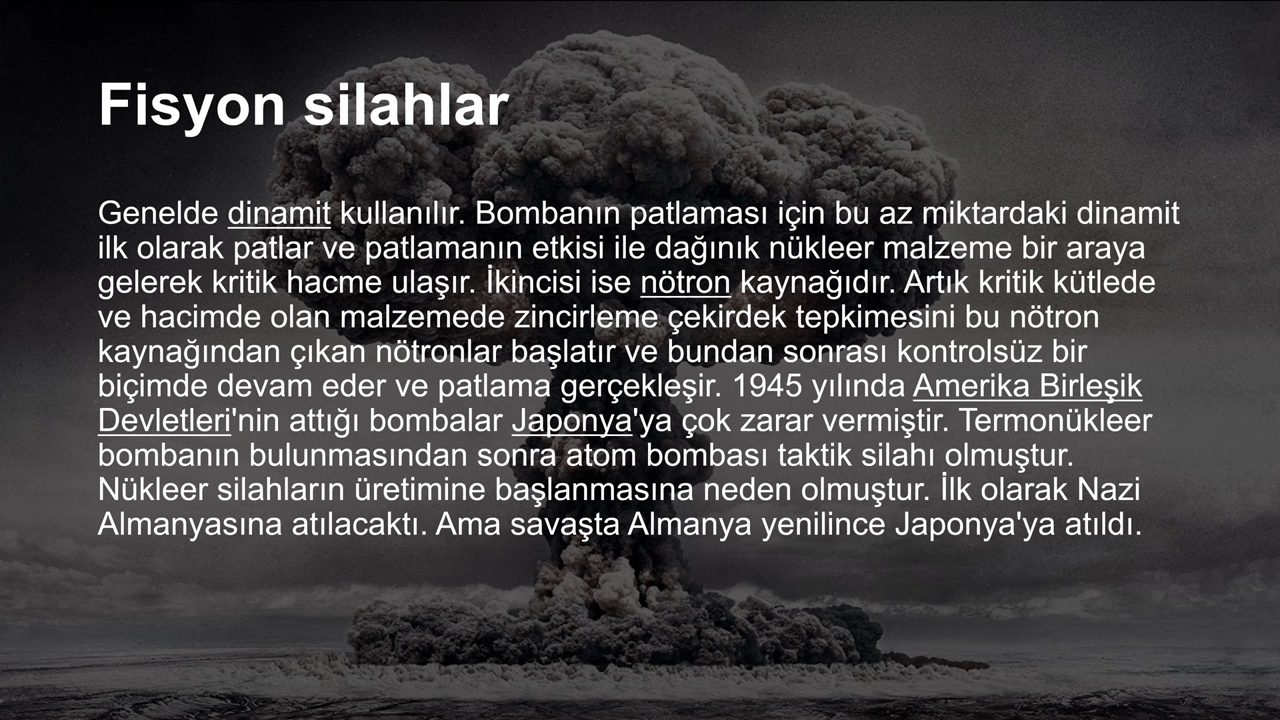 Fisyon silahlar
Genelde dinamit kullanılır. Bombanın patlaması için bu az miktardaki dinamit
ilk olarak patlar ve patlamanın etkisi ile dağınık nükleer malzeme bir araya
gelerek kritik hacme ulaşır. İkincisi ise nötron kaynağıdır. Artık kritik kütlede
ve hacimde olan malzemede zincirleme çekirdek tepkimesini bu nötron
kaynağından çıkan nötronlar başlatır ve bundan sonrası kontrolsüz bir
biçimde devam eder ve patlama gerçekleşir. 1945 yılında Amerika Birleşik
Devletleri'nin attığı bombalar Japonya'ya çok zarar vermiştir. Termonükleer
bombanın bulunmasından sonra atom bombası taktik silahı olmuştur.
Nükleer silahların üretimine başlanmasına neden olmuştur. İlk olarak Nazi
Almanyasına atılacaktı. Ama savaşta Almanya yenilince Japonya'ya atıldı.